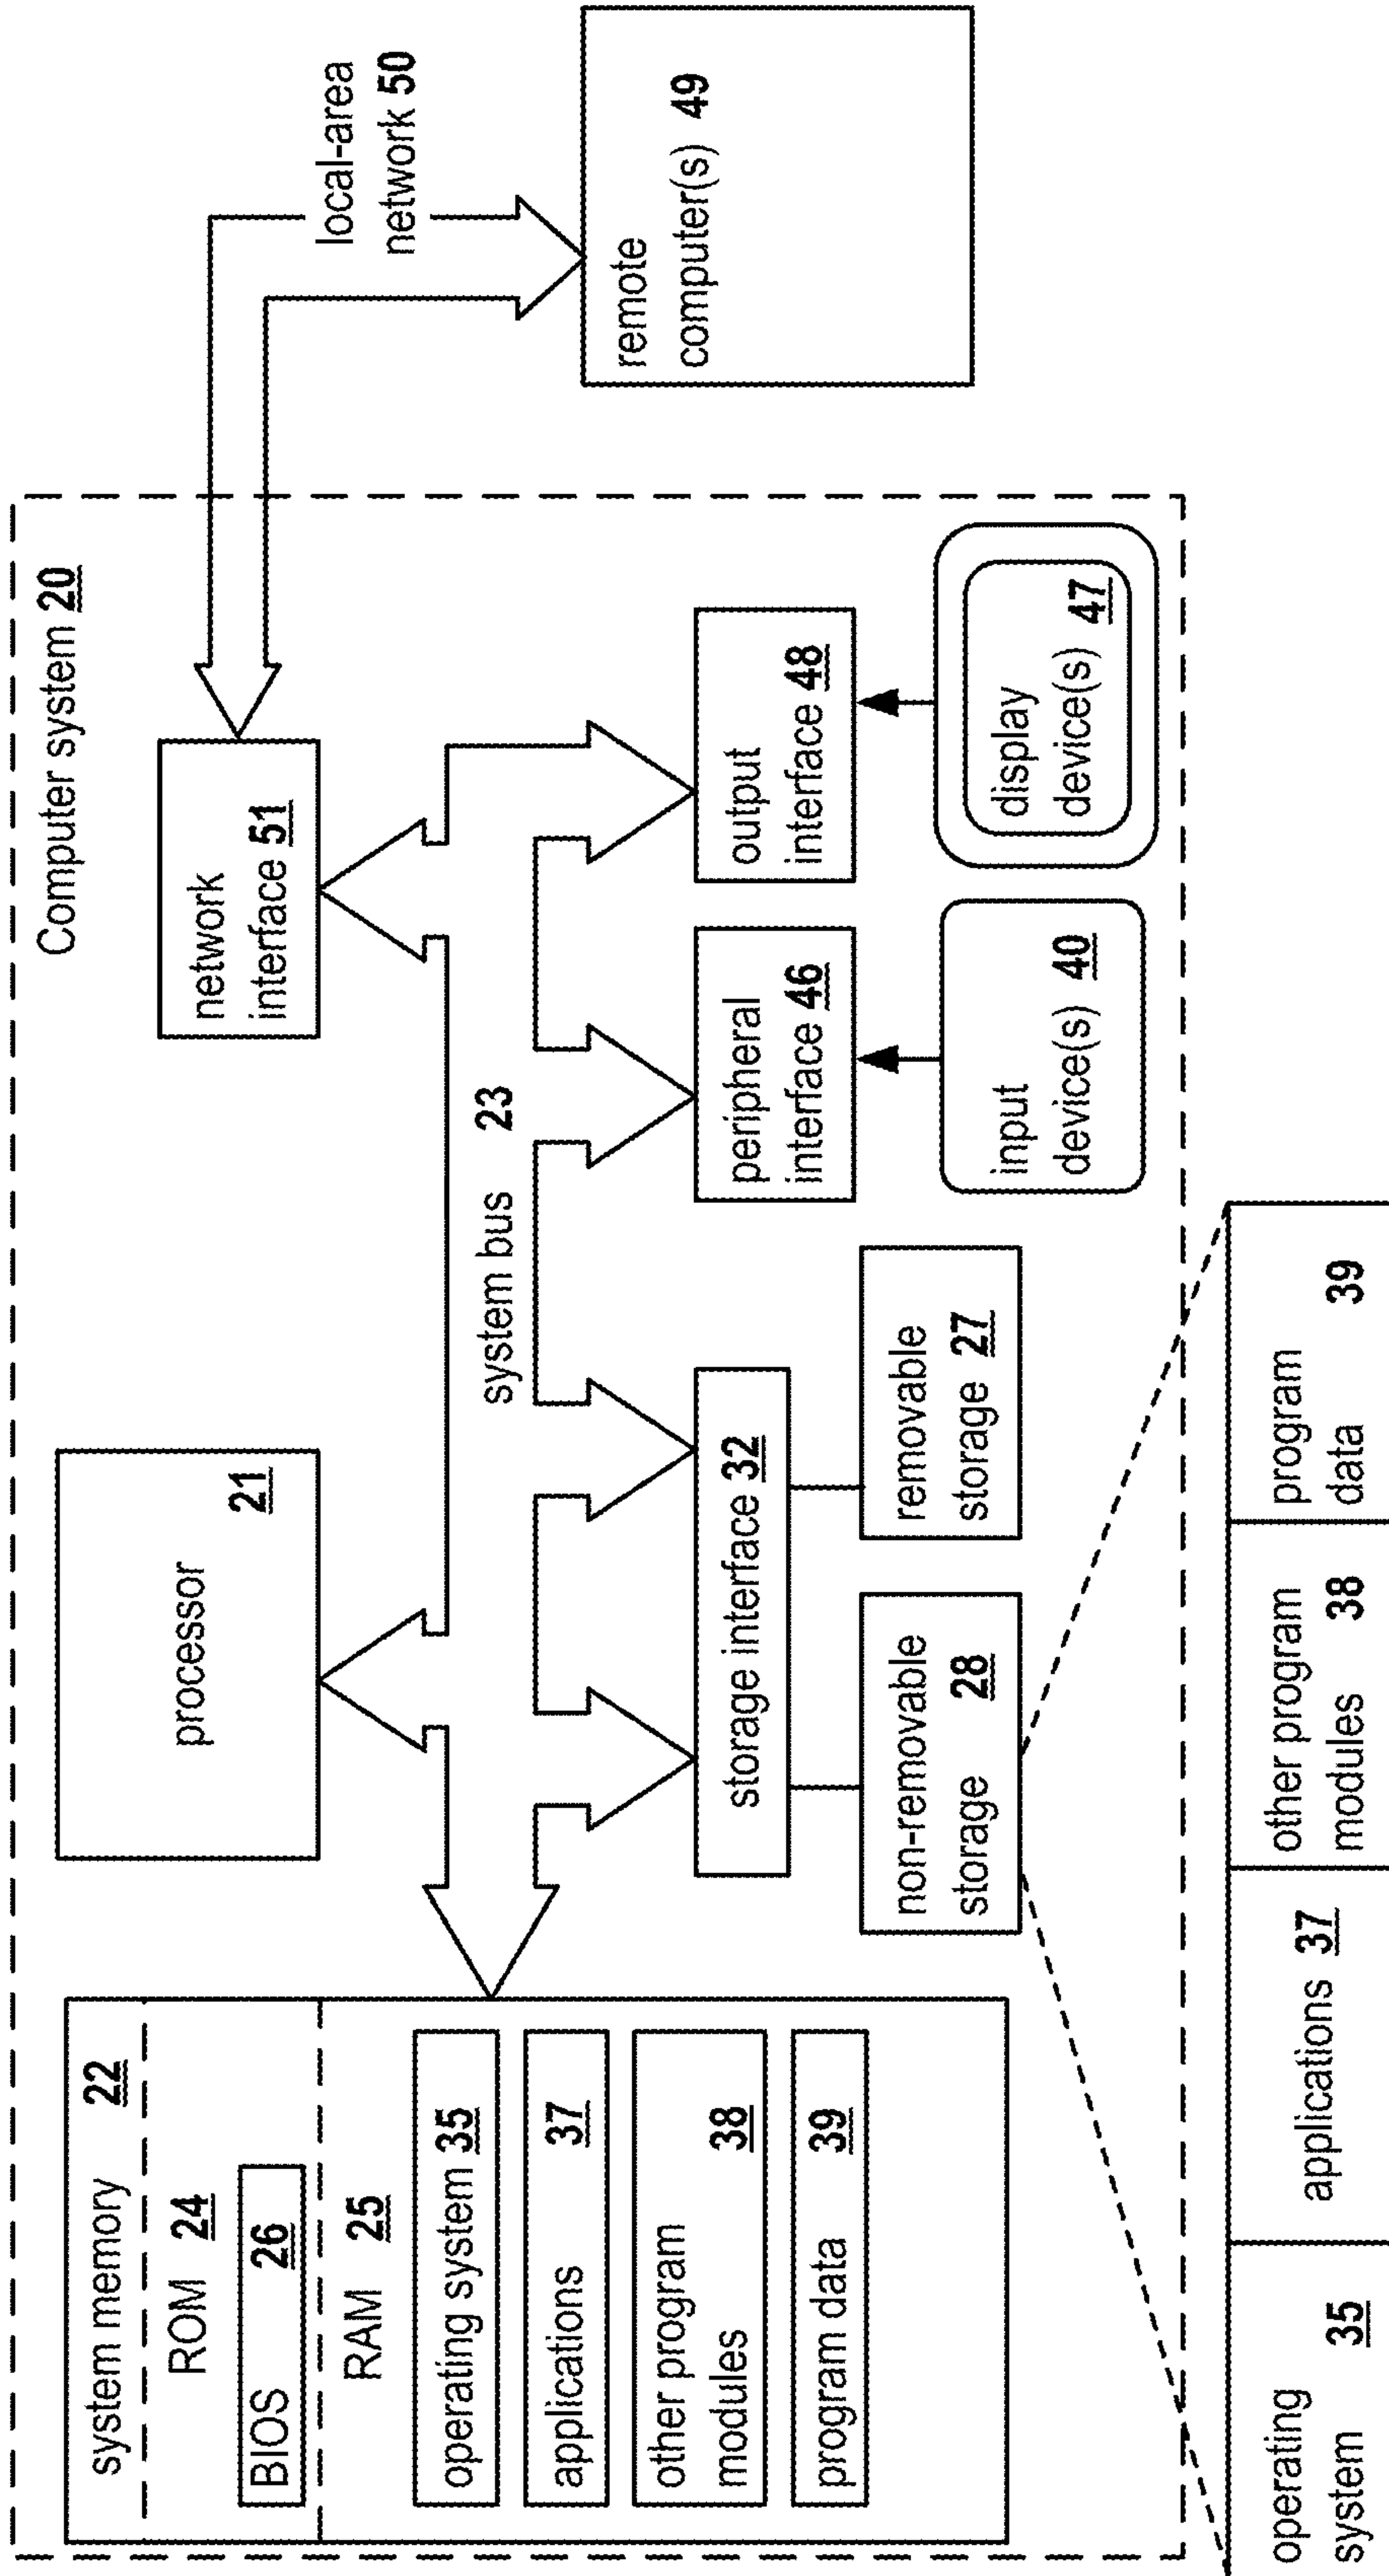 Computer system 20
system memory 22
ROM 24
BIOS 26
RAM 25
operating system 35
applications 37
other program
modules 38
program data 39
processor
21
system bus 23
network
interface 51
storage interface 32
non-removable
storage 28
removable
storage 27
peripheral
interface 46
output
interface 48
input
device(s) 40
display
device(s) 47
local-area
network 50
remote
computer(s) 49
operating
system 35
applications 37
other program
modules 38
program
data 39